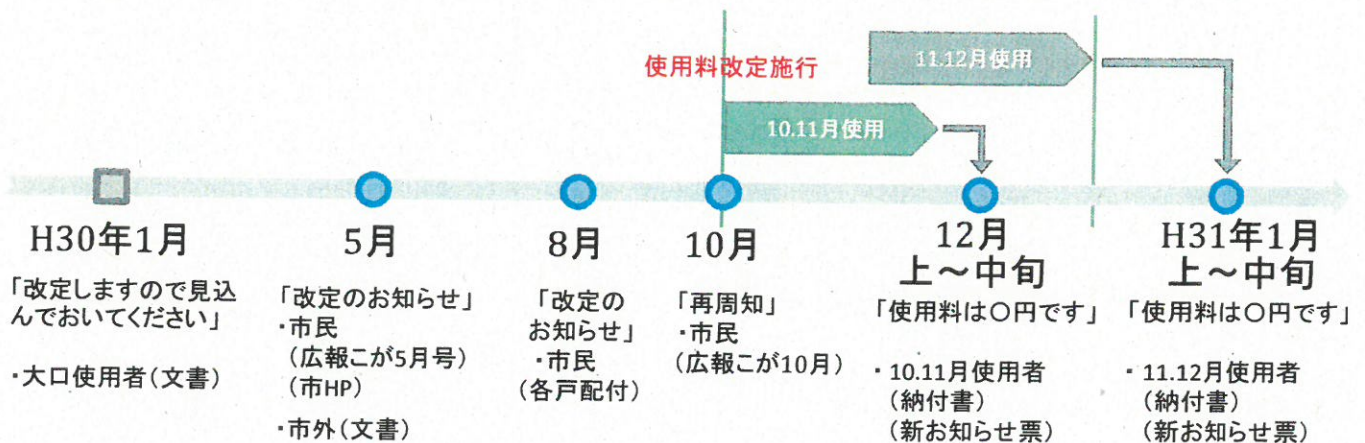 使用料改定施行
11.12月使用
10.11月使用
H30年1月
「改定しますので見込
んでおいてください」
・大口使用者(文書)
5月
「改定のお知らせ」
・市民
(広報こが5月号)
(市HP)
・市外(文書)
8月
「改定の
お知らせ」
・市民
(各戸配付)
10月
「再周知」
・市民
(広報こが10月)
12月
上~中旬
「使用料は○円です」
・10.11月使用者
(納付書)
(新お知らせ票)
H31年1月
上~中旬
「使用料は○円です」
・11.12月使用者
(納付書)
(新お知らせ票)